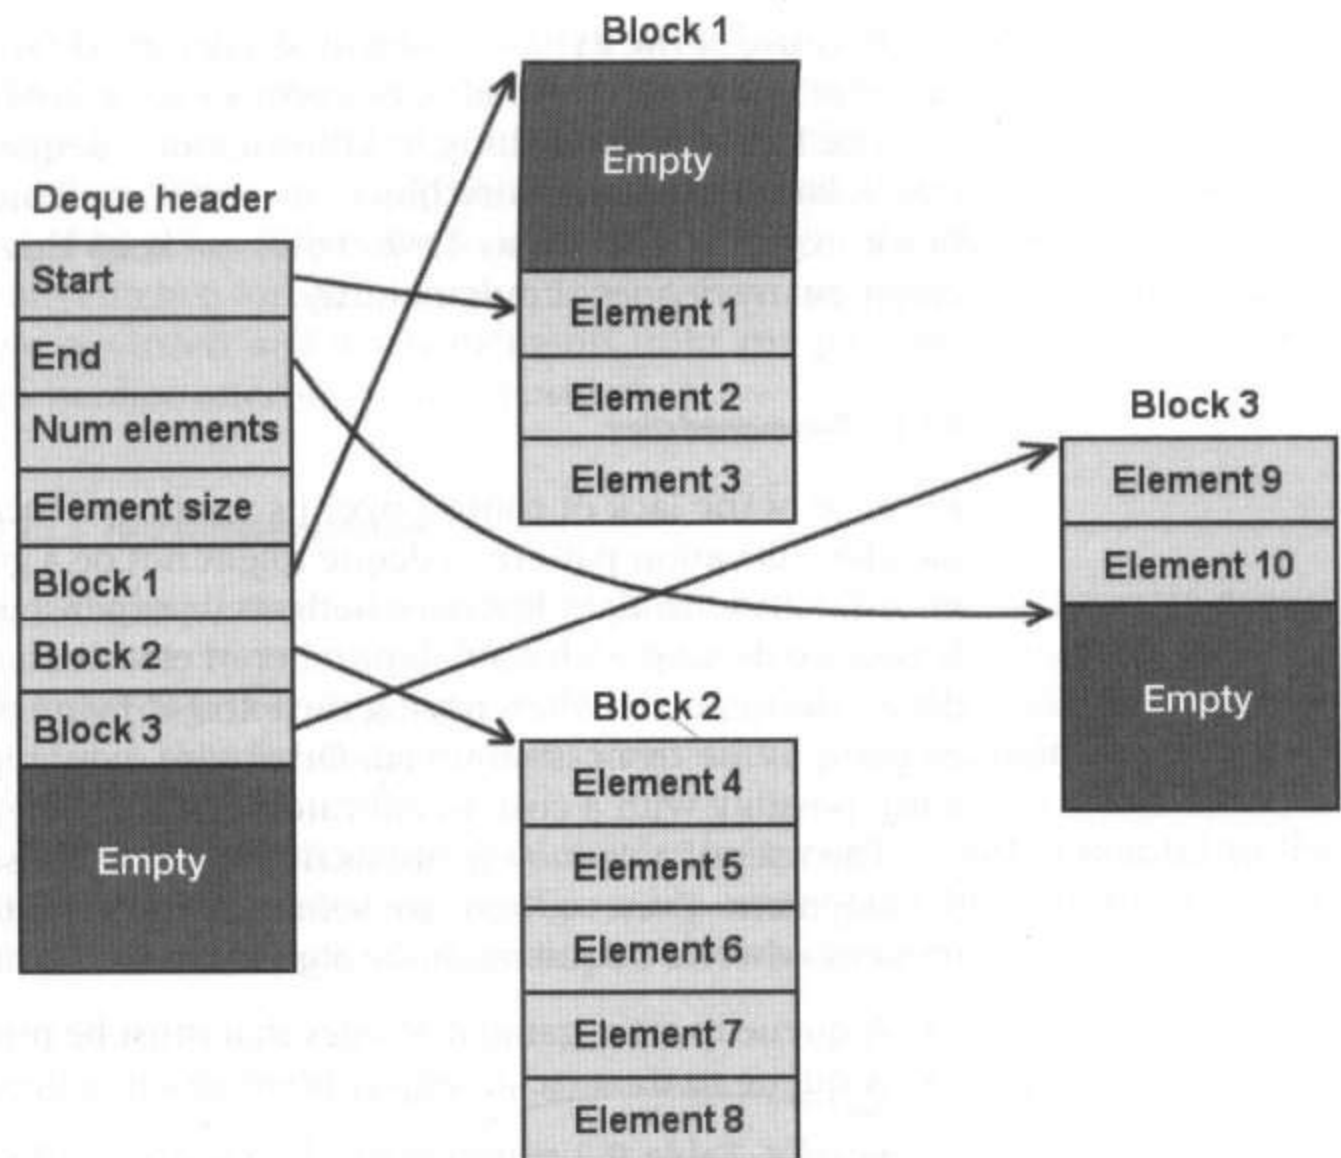 Block 1
Empty
Element 1
Element 2
Element 3
Deque header
Start
End
Num elements
Element size
Block 1
Block 2
Block 3
Empty
Block 2
Element 4
Element 5
Element 6
Element 7
Element 8
Block 3
Element 9
Element 10
Empty